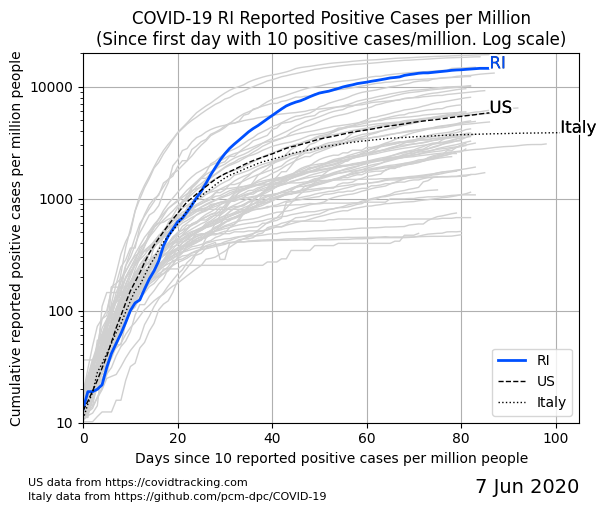 COVID-19 RI Reported Positive Cases per Million
(Since first day with 10 positive cases/million. Log scale)
Cumulative reported positive cases per million people
10000
1000
100
10
RI
US
Italy
RI
US
Italy
0
20
40
60
80
100
Days since 10 reported positive cases per million people
US data from https://covidtracking.com
Italy data from https://github.com/pcm-dpc/COVID-19
7 Jun 2020